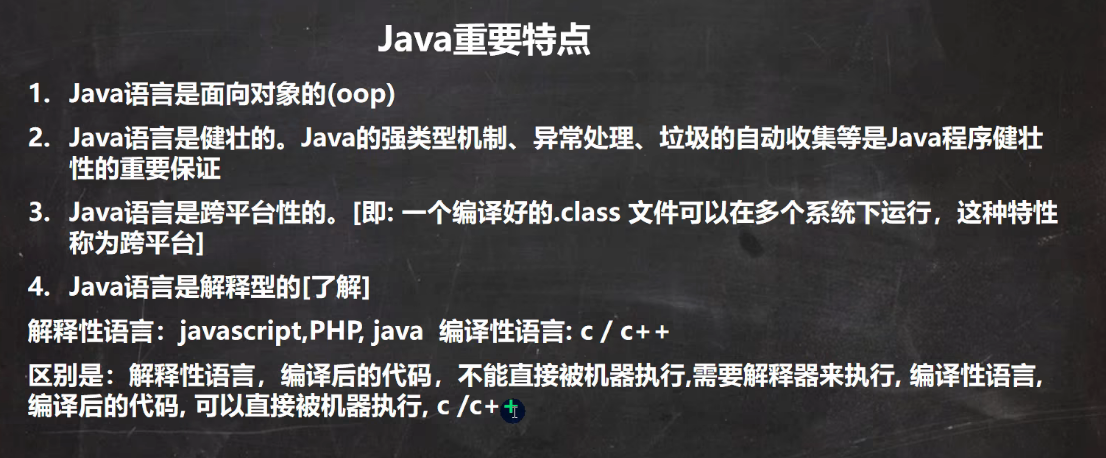 Java重要特点
1. Java语言是面向对象的(oop)
2. Java语言是健壮的。Java的强类型机制、异常处理、垃圾的自动收集等是Java程序健壮
性的重要保证
3. Java语言是跨平台性的。[即: 一个编译好的.class 文件可以在多个系统下运行，这种特性
称为跨平台]
4. Java语言是解释型的[了解]
解释性语言：javascript,PHP, java 编译性语言: c / c++
区别是：解释性语言，编译后的代码，不能直接被机器执行,需要解释器来执行, 编译性语言,
编译后的代码, 可以直接被机器执行, c /c++